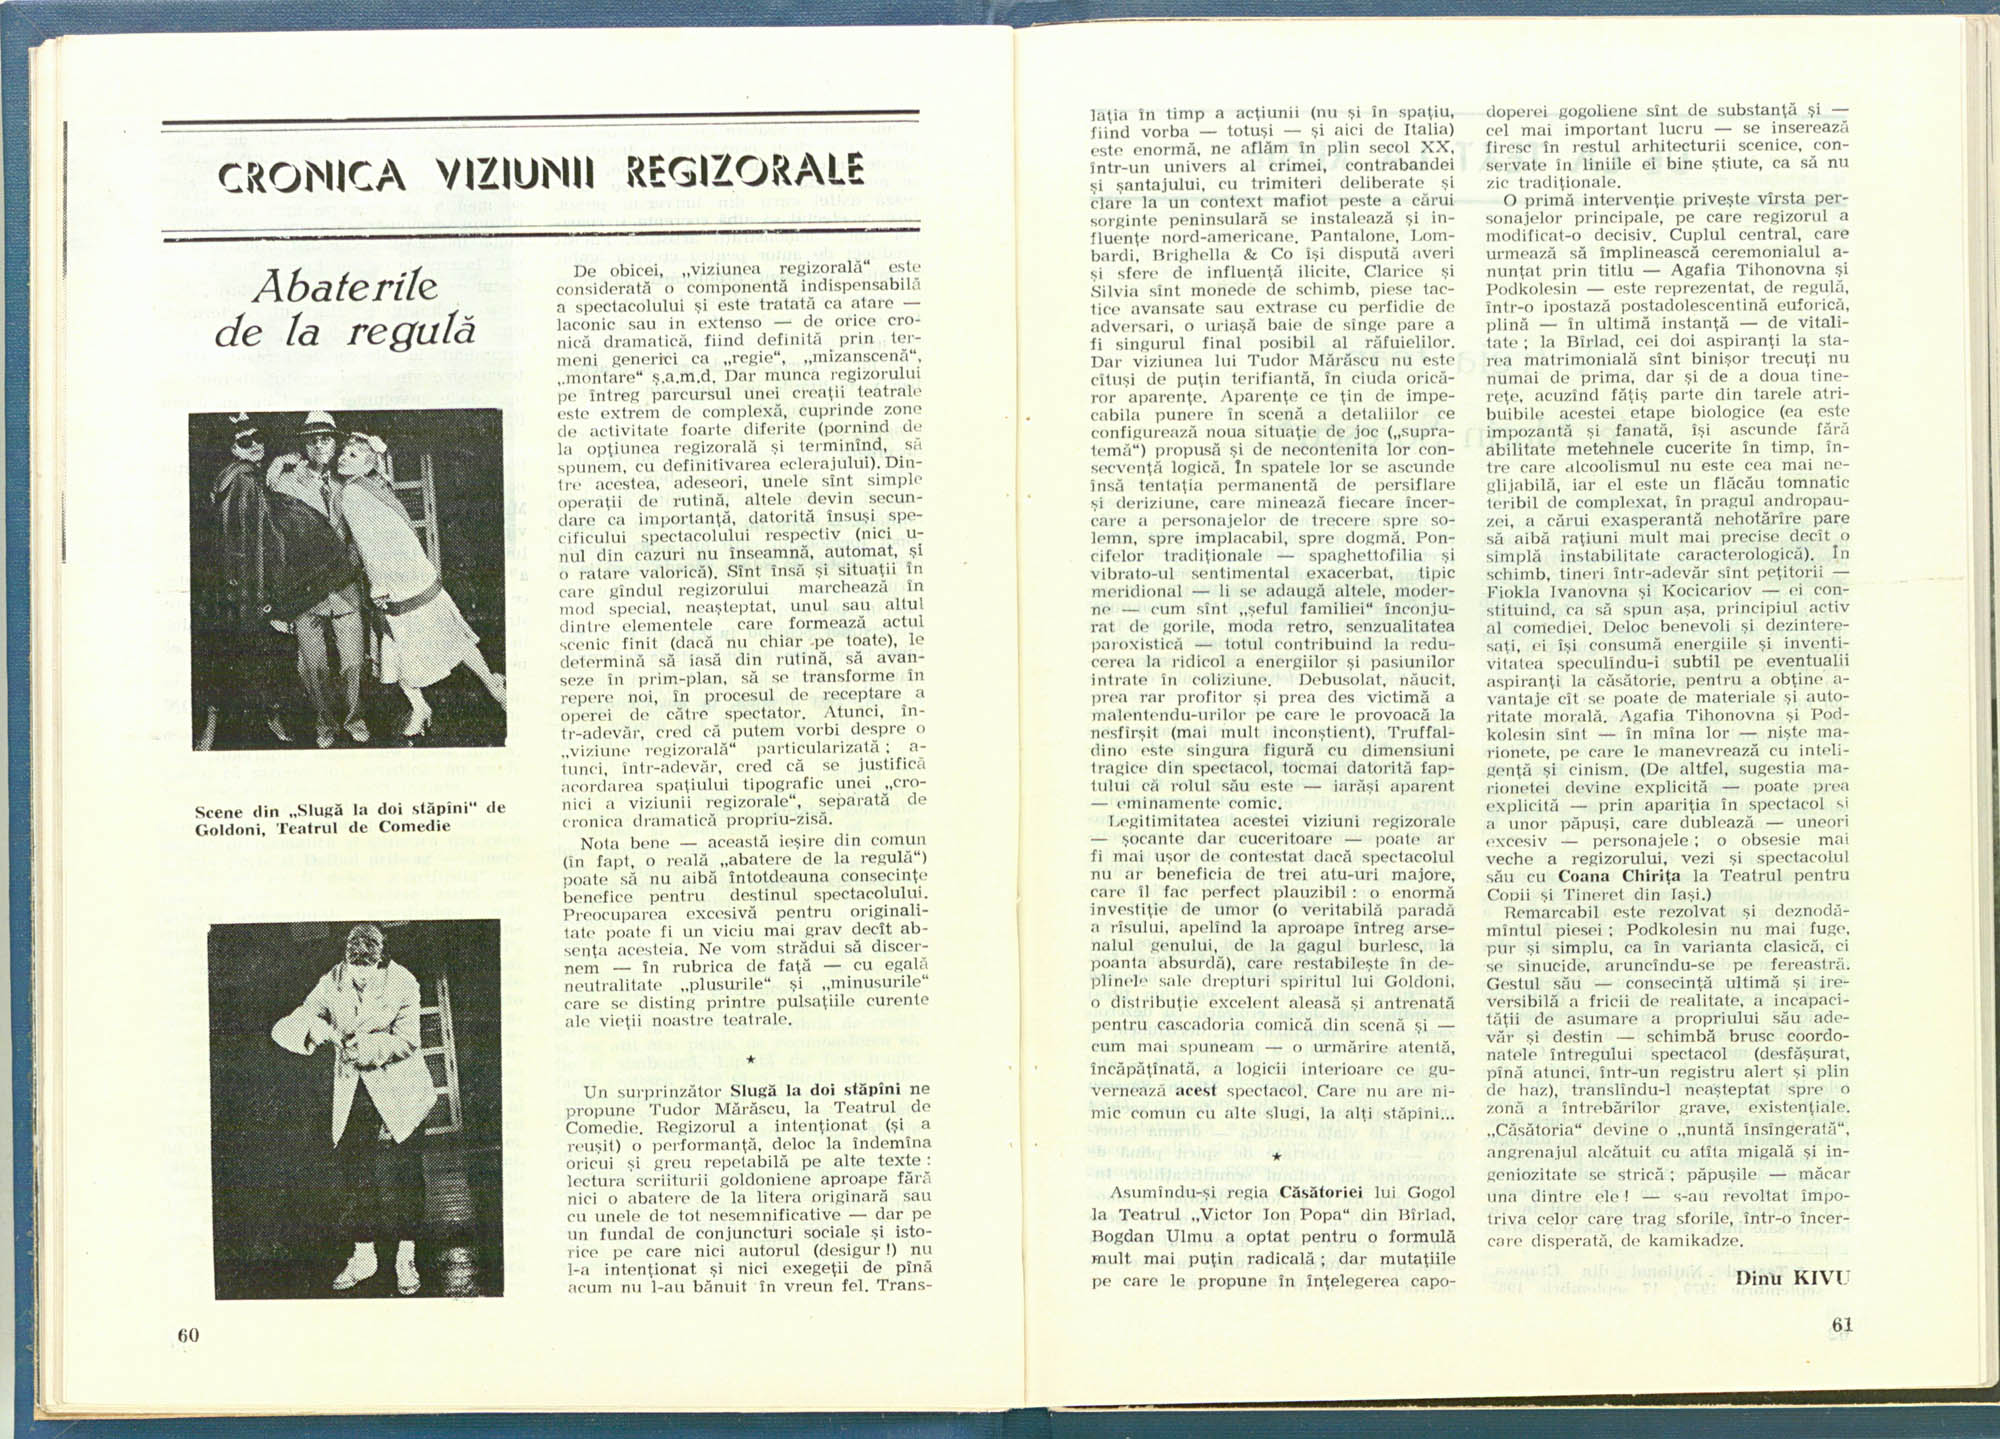 CRONICA VIZIUNII REGIZORALE
Abaterile
de la regulă
Scene din „Slugă la doi stăpîni“ de
Goldoni, Teatrul de Comedie
De obicei, „viziunea regizorală“ este
considerată o componentă indispensabilă
a spectacolului și este tratată ca atare —
laconic sau in extenso — de orice cro-
nică dramatică, fiind definită prin ter-
meni generici ca „regie“, „mizanscenă“,
„montare“ ș.a.m.d. Dar munca regizorului
pe întreg parcursul unei creații teatrale
este extrem de complexă, cuprinde zone
de activitate foarte diferite (pornind de
la opțiunea regizorală și terminînd, să
spunem, cu definitivarea eclerajului). Din-
tre acestea, adeseori, unele sînt simple
operații de rutină, altele devin secun-
dare ca importanță, datorită însuși spe-
cificului spectacolului respectiv (nici u-
nul din cazuri nu înseamnă, automat, și
o ratare valorică). Sînt însă și situații în
care gîndul regizorului marchează în
mod special, neașteptat, unul sau altul
dintre elementele care formează actul
scenic finit (dacă nu chiar pe toate), le
determină să iasă din rutină, să avan-
seze în prim-plan, să se transforme în
repere noi, în procesul de receptare a
operei de către spectator. Atunci, în-
tr-adevăr, cred că putem vorbi despre o
„viziune regizorală“ particularizată ; a-
tunci, într-adevăr, cred că se justifică
acordarea spațiului tipografic unei „cro-
nici a viziunii regizorale“, separată de
cronica dramatică propriu-zisă.
Nota bene — această ieșire din comun
(în fapt, o reală „abatere de la regulă“)
poate să nu aibă întotdeauna consecințe
benefice pentru destinul spectacolului.
Preocuparea excesivă pentru originali-
tate poate fi un viciu mai grav decît ab-
sența acesteia. Ne vom strădui să discer-
nem — în rubrica de față — cu egală
neutralitate „plusurile“ și „minusurile“
care se disting printre pulsațiile curente
ale vieții noastre teatrale.
★
Un surprinzător Slugă la doi stăpîni ne
propune Tudor Mărăscu, la Teatrul de
Comedie. Regizorul a intenționat (și a
reușit) o performanță, deloc la îndemîna
oricui și greu repetabilă pe alte texte :
lectura scriiturii goldoniene aproape fără
nici o abatere de la litera originară sau
cu unele de tot nesemnificative — dar pe
un fundal de conjuncturi sociale și isto-
rice pe care nici autorul (desigur !) nu
l-a intenționat și nici exegeții de pînă
acum nu l-au bănuit în vreun fel. Trans-
60
lația în timp a acțiunii (nu și în spațiu,
fiind vorba — totuși — și aici de Italia)
este enormă, ne aflăm în plin secol XX,
într-un univers al crimei, contrabandei
și șantajului, cu trimiteri deliberate și
clare la un context mafiot peste a cărui
sorginte peninsulară se instalează și in-
fluențe nord-americane. Pantalone, Lom-
bardi, Brighella & Co își dispută averi
și sfere de influență ilicite, Clarice și
Silvia sînt monede de schimb, piese tac-
tice avansate sau extrase cu perfidie de
adversari, o uriașă baie de sînge pare a
fi singurul final posibil al răfuielilor.
Dar viziunea lui Tudor Mărăscu nu este
cîtuși de puțin terifiantă, în ciuda orică-
ror aparențe. Aparențe ce țin de impe-
cabila punere în scenă a detaliilor ce
configurează noua situație de joc („supra-
temă“) propusă și de necontenita lor con-
secvență logică. În spatele lor se ascunde
însă tentația permanentă de persiflare
și deriziune, care minează fiecare încer-
care a personajelor de trecere spre so-
lemn, spre implacabil, spre dogmă. Pon-
cifelor tradiționale — spaghettofilia și
vibrato-ul sentimental exacerbat, tipic
meridional — li se adaugă altele, moder-
ne — cum sînt „șeful familiei“ înconju-
rat de gorile, moda retro, senzualitatea
paroxistică — totul contribuind la redu-
cerea la ridicol a energiilor și pasiunilor
intrate în coliziune. Debusolat, năucit,
prea rar profitor și prea des victimă a
malentendu-urilor pe care le provoacă la
nesfîrșit (mai mult inconștient), Truffal-
dino este singura figură cu dimensiuni
tragice din spectacol, tocmai datorită fap-
tului că rolul său este — iarăși aparent
— eminamente comic.
Legitimitatea acestei viziuni regizorale
— șocante dar cuceritoare — poate ar
fi mai ușor de contestat dacă spectacolul
nu ar beneficia de trei atu-uri majore,
care îl fac perfect plauzibil : o enormă
investiție de umor (o veritabilă paradă
a rîsului, apelînd la aproape întreg arse-
nalul genului, de la gagul burlesc, la
poanta absurdă), care restabilește în de-
plinele sale drepturi spiritul lui Goldoni,
o distribuție excelent aleasă și antrenată
pentru cascadoria comică din scenă și —
cum mai spuneam — o urmărire atentă,
încăpățînată, a logicii interioare ce gu-
vernează acest spectacol. Care nu are ni-
mic comun cu alte slugi, la alți stăpîni...
★
Asumîndu-și regia Căsătoriei lui Gogol
la Teatrul „Victor Ion Popa“ din Bîrlad,
Bogdan Ulmu a optat pentru o formulă
mult mai puțin radicală ; dar mutațiile
pe care le propune în înțelegerea capo-
doperei gogoliene sînt de substanță și —
cel mai important lucru — se inserează
firesc în restul arhitecturii scenice, con-
servate în liniile ei bine știute, ca să nu
zic tradiționale.
O primă intervenție privește vîrsta per-
sonajelor principale, pe care regizorul a
modificat-o decisiv. Cuplul central, care
urmează să împlinească ceremonialul a-
nunțat prin titlu — Agafia Tihonovna și
Podkolesin — este reprezentat, de regulă,
într-o ipostază postadolescentină euforică,
plină — în ultimă instanță — de vitali-
tate ; la Bîrlad, cei doi aspiranți la sta-
rea matrimonială sînt binișor trecuți nu
numai de prima, dar și de a doua tine-
rețe, acuzînd fățiș parte din tarele atri-
buibile acestei etape biologice (ea este
impozantă și fanată, își ascunde fără
abilitate metehnele cucerite în timp, în-
tre care alcoolismul nu este cea mai ne-
glijabilă, iar el este un flăcău tomnatic
teribil de complexat, în pragul andropau-
zei, a cărui exasperantă nehotărîre pare
să aibă rațiuni mult mai precise decît o
simplă instabilitate caracterologică). În
schimb, tineri într-adevăr sînt pețitorii —
Fiokla Ivanovna și Kocicariov — ei con-
stituind, ca să spun așa, principiul activ
al comediei. Deloc benevoli și dezintere-
sați, ei își consumă energiile și inventi-
vitatea speculîndu-i subtil pe eventualii
aspiranți la căsătorie, pentru a obține a-
vantaje cît se poate de materiale și auto-
ritate morală. Agafia Tihonovna și Pod-
kolesin sînt — în mîna lor — niște ma-
rionete, pe care le manevrează cu inteli-
gență și cinism. (De altfel, sugestia ma-
rionetei devine explicită — poate prea
explicită — prin apariția în spectacol și
a unor păpuși, care dublează — uneori
excesiv — personajele ; o obsesie mai
veche a regizorului, vezi și spectacolul
său cu Coana Chirița la Teatrul pentru
Copii și Tineret din Iași.)
Remarcabil este rezolvat și deznodă-
mîntul piesei ; Podkolesin nu mai fuge,
pur și simplu, ca în varianta clasică, ci
se sinucide, aruncîndu-se pe fereastră.
Gestul său — consecință ultimă și ire-
versibilă a fricii de realitate, a incapaci-
tății de asumare a propriului său ade-
văr și destin — schimbă brusc coordo-
natele întregului spectacol (desfășurat,
pînă atunci, într-un registru alert și plin
de haz), translîndu-l neașteptat spre o
zonă a întrebărilor grave, existențiale.
„Căsătoria“ devine o „nuntă însîngerată“,
angrenajul alcătuit cu atîta migală și in-
geniozitate se strică ; păpușile — măcar
una dintre ele ! — s-au revoltat împo-
triva celor care trag sforile, într-o încer-
care disperată, de kamikadze.
Dinu KIVU
61